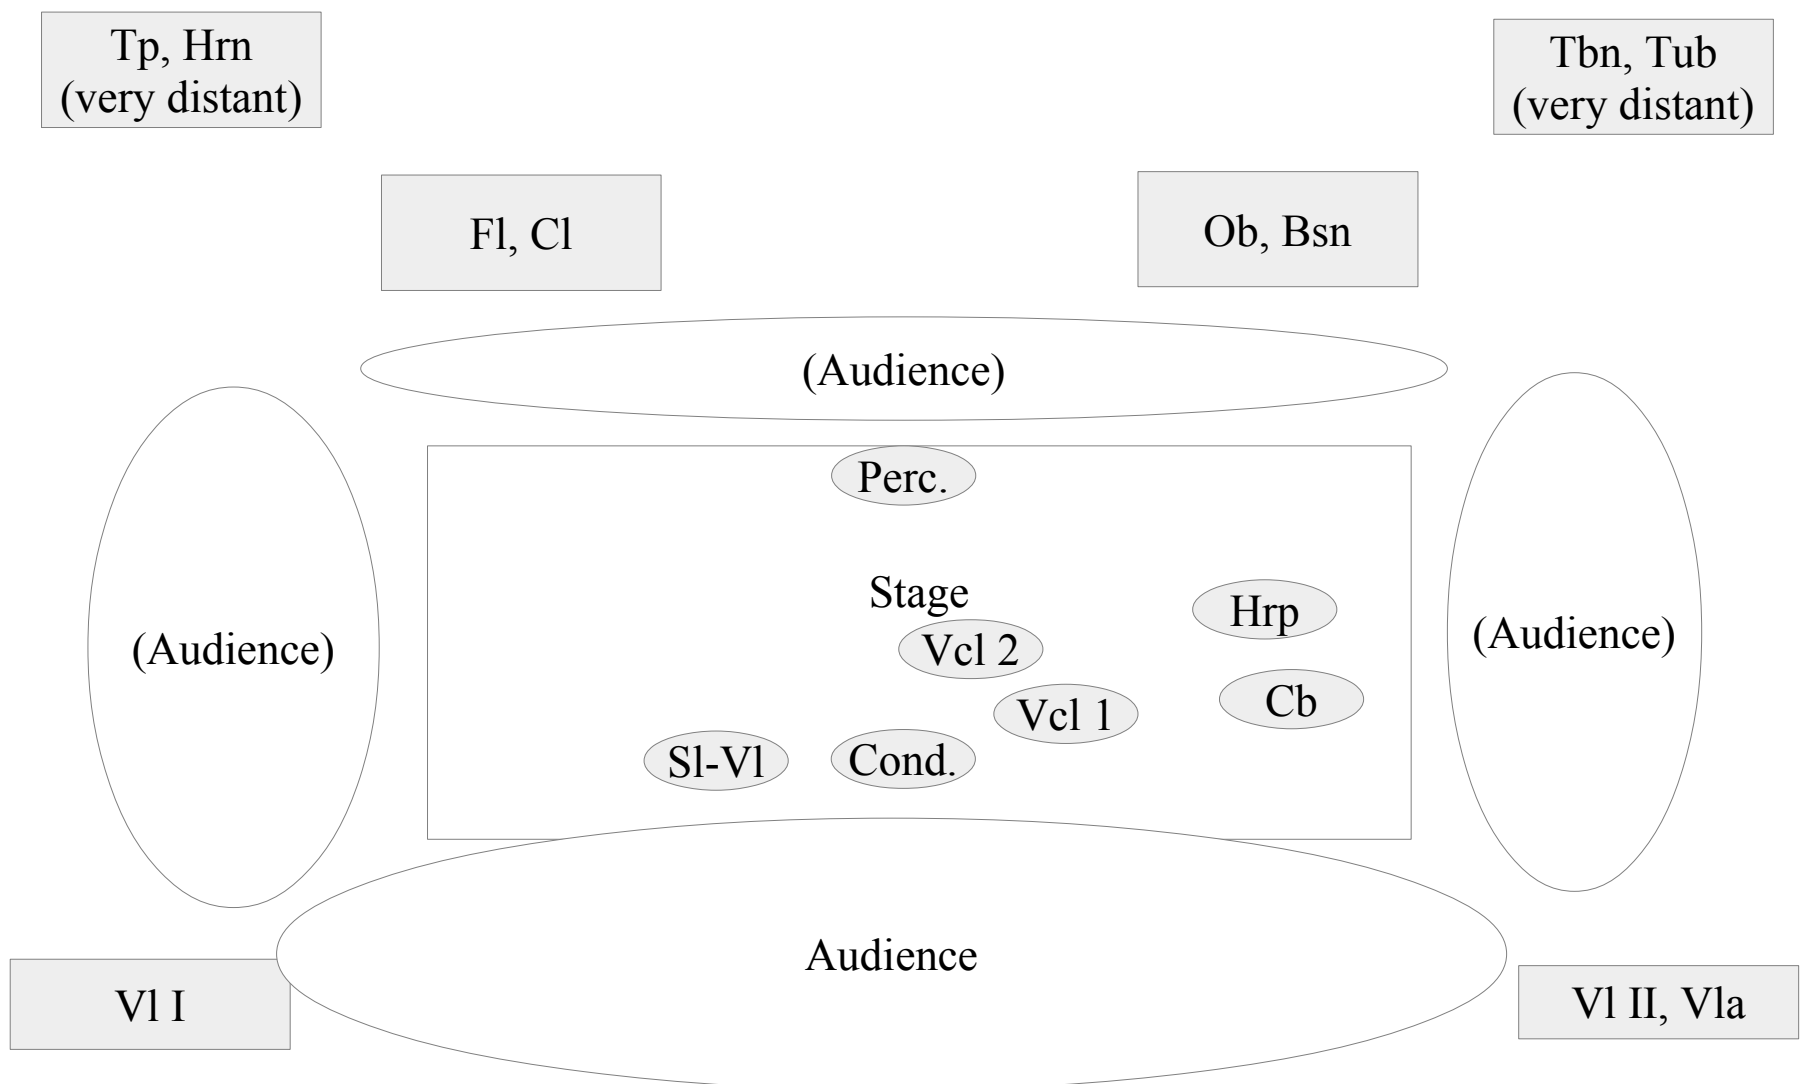 Tp, Hrn
(very distant)
Tbn, Tub
(very distant)
Fl, Cl
Ob, Bsn
(Audience)
Perc.
Stage
Hrp
(Audience)
Vcl 2
(Audience)
Vcl 1
Cb
Sl-Vl
Cond.
Audience
Vl I
Vl II, Vla